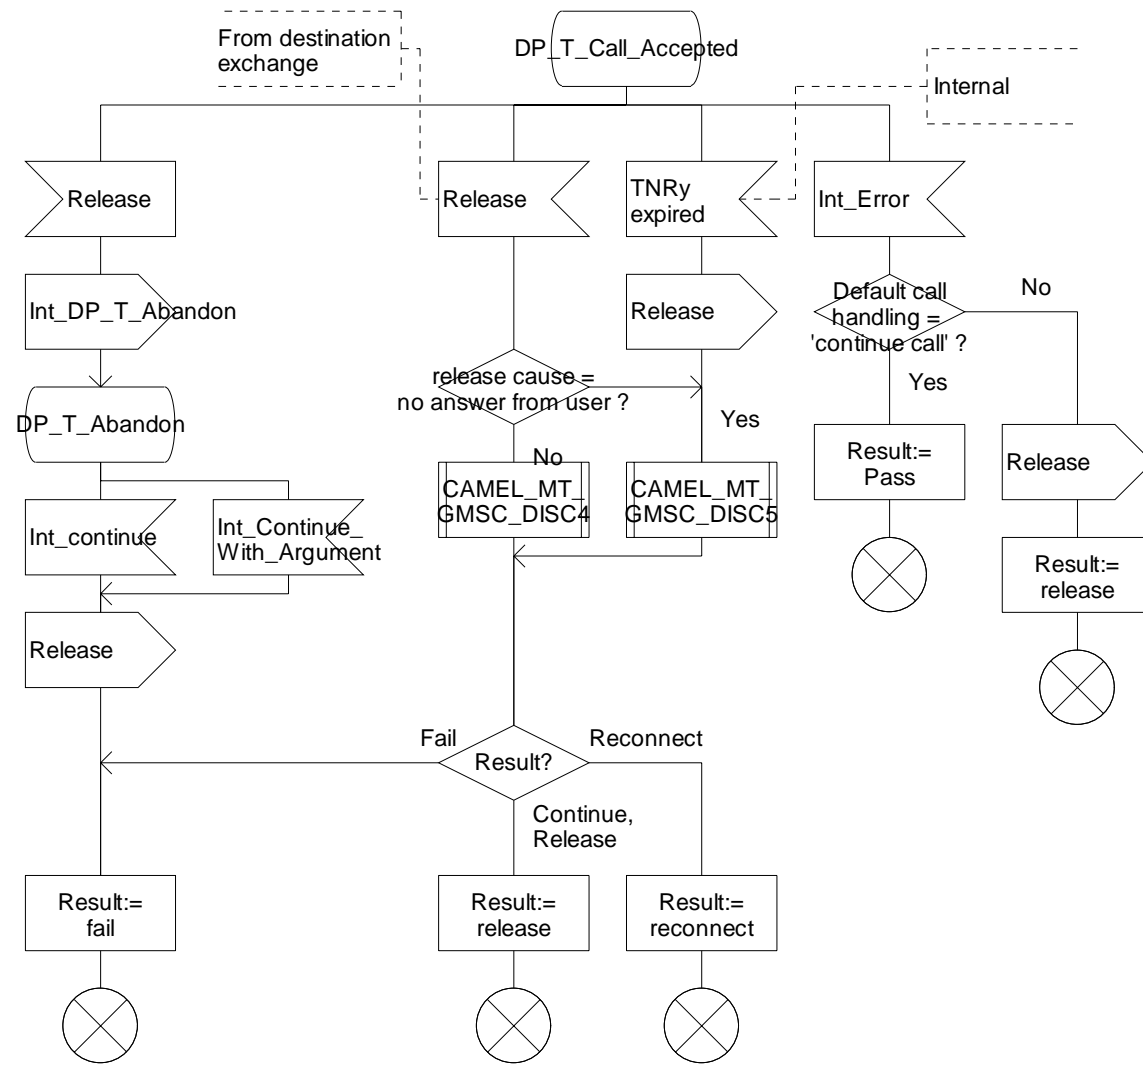 From destination
exchange
DP_T_Call_Accepted
Internal
Release
Release
TNRy
expired
Int_Error
Int_DP_T_Abandon
Release
Default call
handling =
'continue call' ?
No
release cause =
no answer from user ?
Yes
Yes
DP_T_Abandon
No
CAMEL_MT_
GMSC_DISC4
CAMEL_MT_
GMSC_DISC5
Result:=
Pass
Release
Int_continue
Int_Continue_
With_Argument
Result:=
release
Release
Fail
Result?
Reconnect
Continue,
Release
Result:=
fail
Result:=
release
Result:=
reconnect